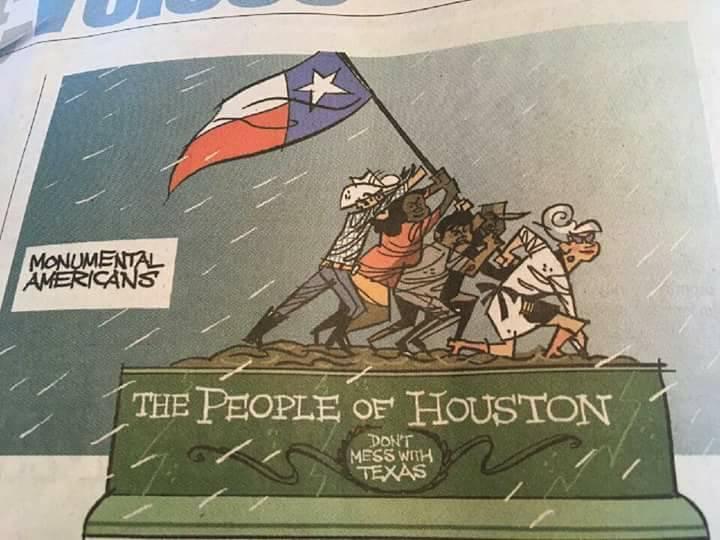 MONUMENTAL
AMERICANS
THE PEOPLE OF HOUSTON
DON'T
MESS WITH
TEXAS